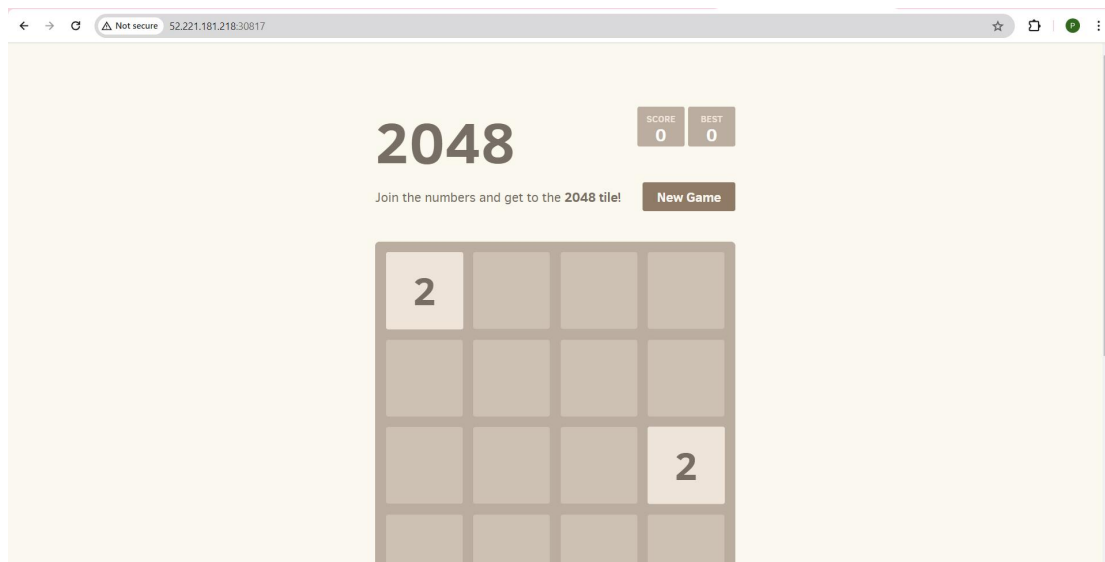 Not secure 52.221.181.218:30817
P
2048
SCORE
0
BEST
0
Join the numbers and get to the 2048 tile!
New Game
2
2